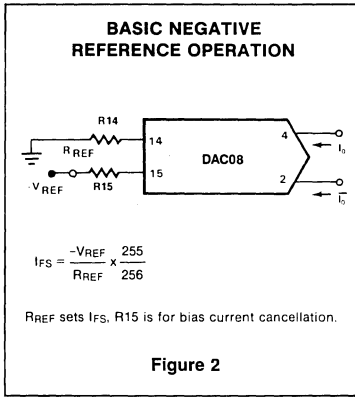 BASIC NEGATIVE
REFERENCE OPERATION
R14
RREF
14
4
I0
DAC08
-VREF
R15
15
2
I0
IFS = -VREF / RREF x 255 / 256
RREF sets IFS, R15 is for bias current cancellation.
Figure 2